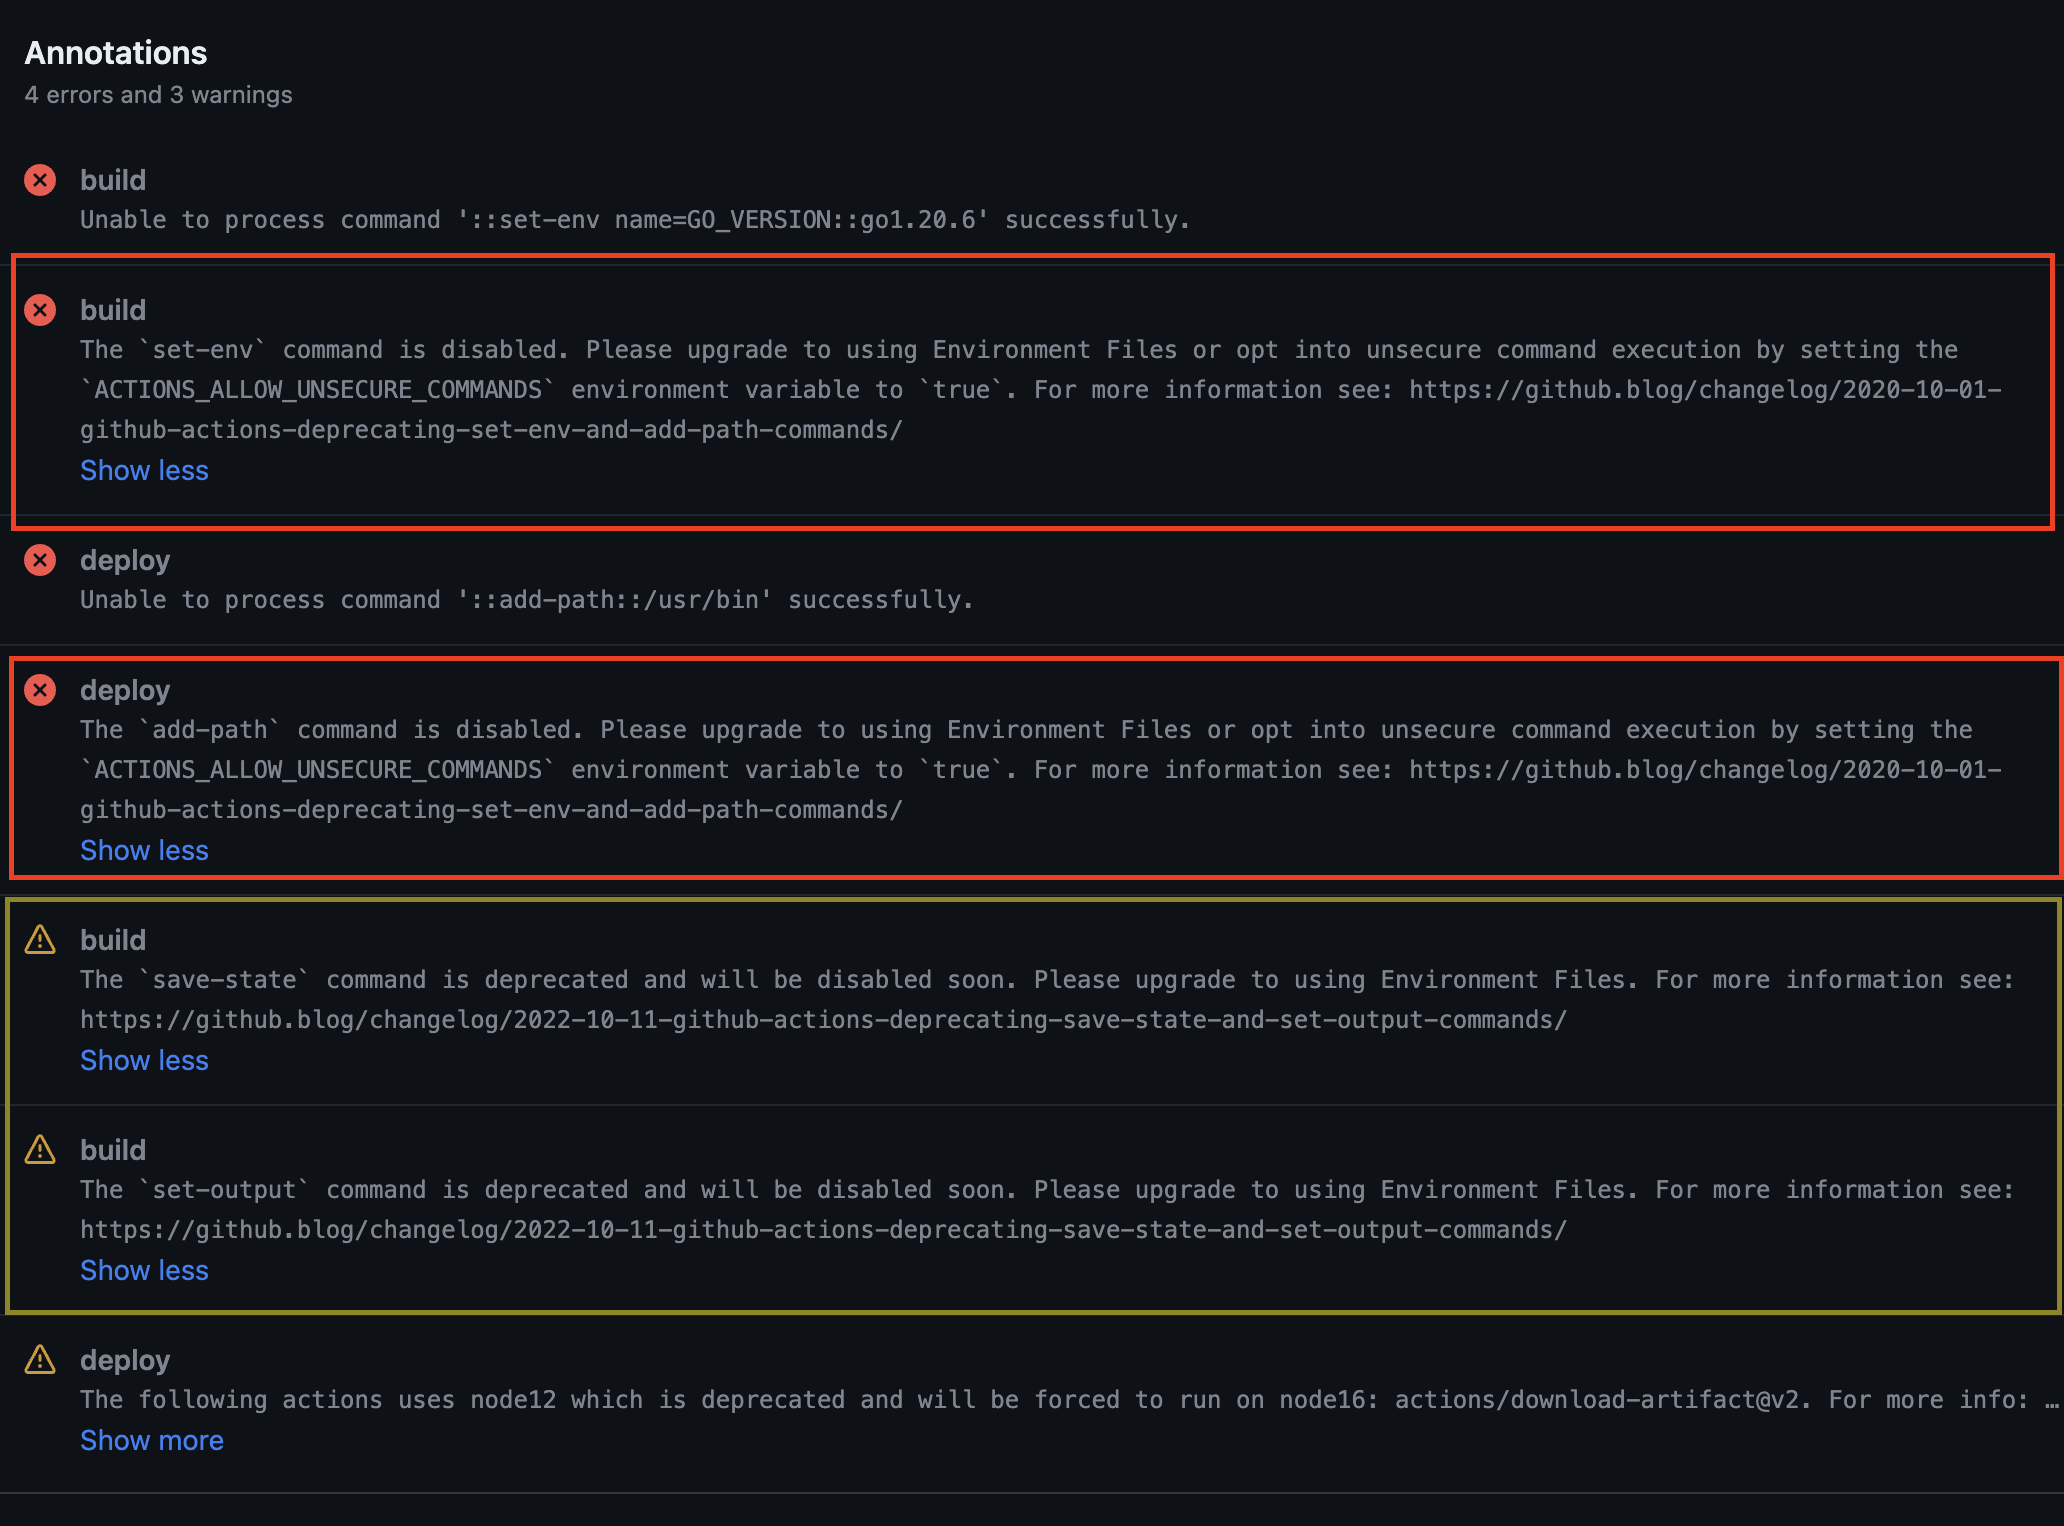 Annotations
4 errors and 3 warnings
build
Unable to process command '::set-env name=GO_VERSION::go1.20.6' successfully.
build
The `set-env` command is disabled. Please upgrade to using Environment Files or opt into unsecure command execution by setting the
`ACTIONS_ALLOW_UNSECURE_COMMANDS` environment variable to `true`. For more information see: https://github.blog/changelog/2020-10-01-
github-actions-deprecating-set-env-and-add-path-commands/
Show less
deploy
Unable to process command '::add-path::/usr/bin' successfully.
deploy
The `add-path` command is disabled. Please upgrade to using Environment Files or opt into unsecure command execution by setting the
`ACTIONS_ALLOW_UNSECURE_COMMANDS` environment variable to `true`. For more information see: https://github.blog/changelog/2020-10-01-
github-actions-deprecating-set-env-and-add-path-commands/
Show less
build
The `save-state` command is deprecated and will be disabled soon. Please upgrade to using Environment Files. For more information see:
https://github.blog/changelog/2022-10-11-github-actions-deprecating-save-state-and-set-output-commands/
Show less
build
The `set-output` command is deprecated and will be disabled soon. Please upgrade to using Environment Files. For more information see:
https://github.blog/changelog/2022-10-11-github-actions-deprecating-save-state-and-set-output-commands/
Show less
deploy
The following actions uses node12 which is deprecated and will be forced to run on node16: actions/download-artifact@v2. For more info: …
Show more